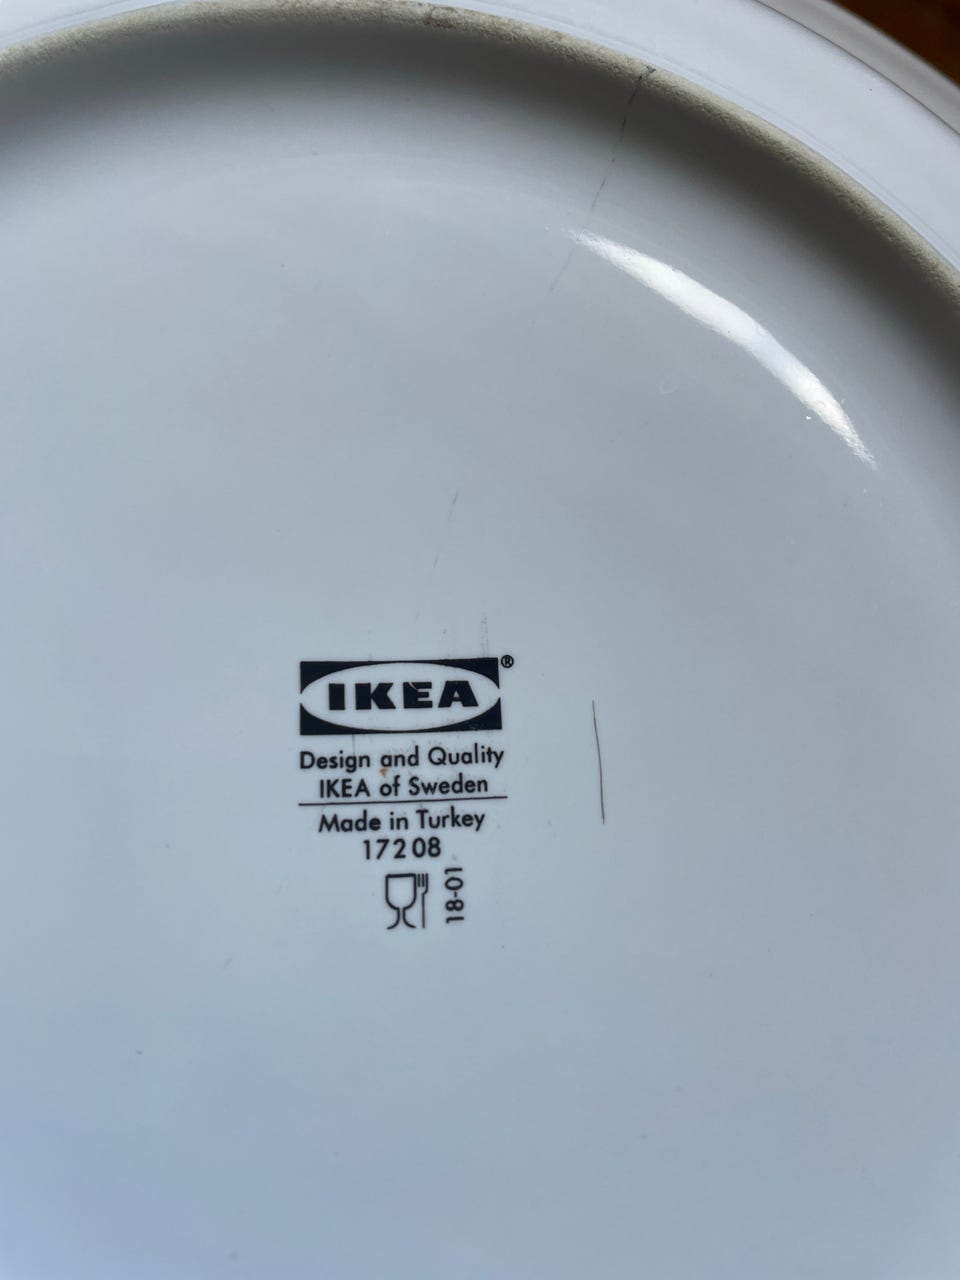 IKEA®
Design and Quality
IKEA of Sweden
Made in Turkey
17208
18-01